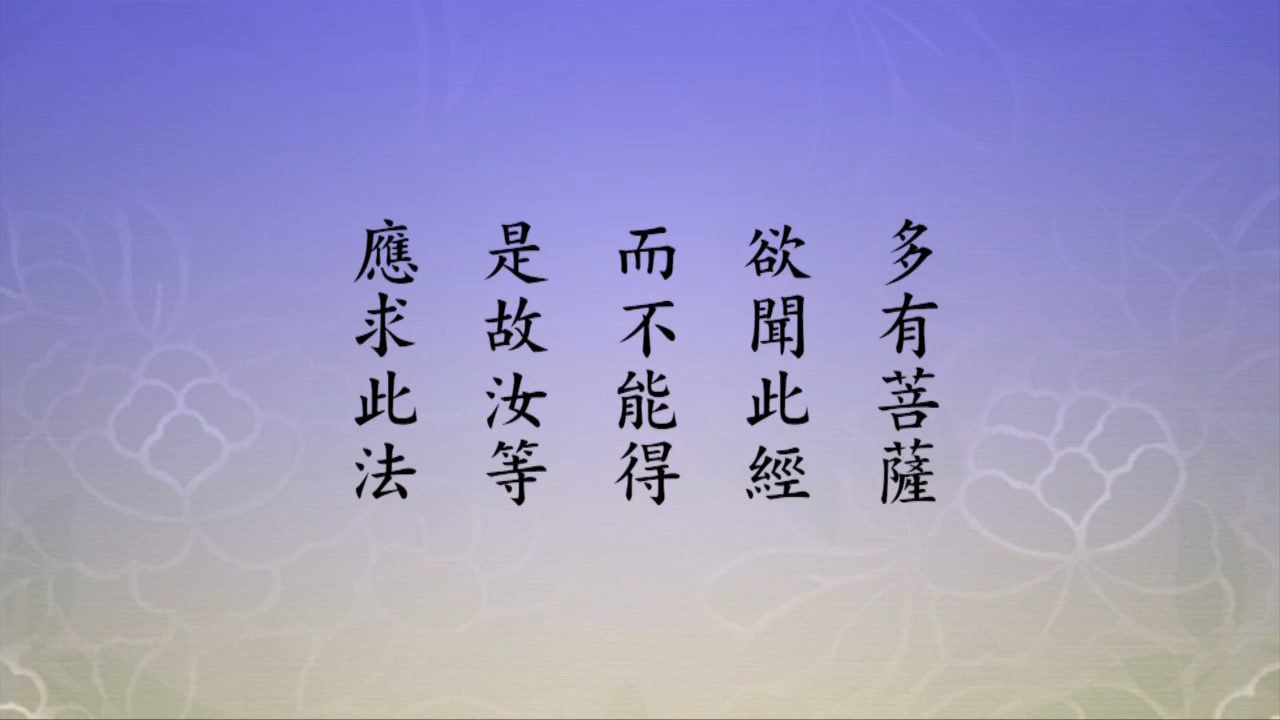 多有菩薩
欲聞此經
而不能得
是故汝等
應求此法